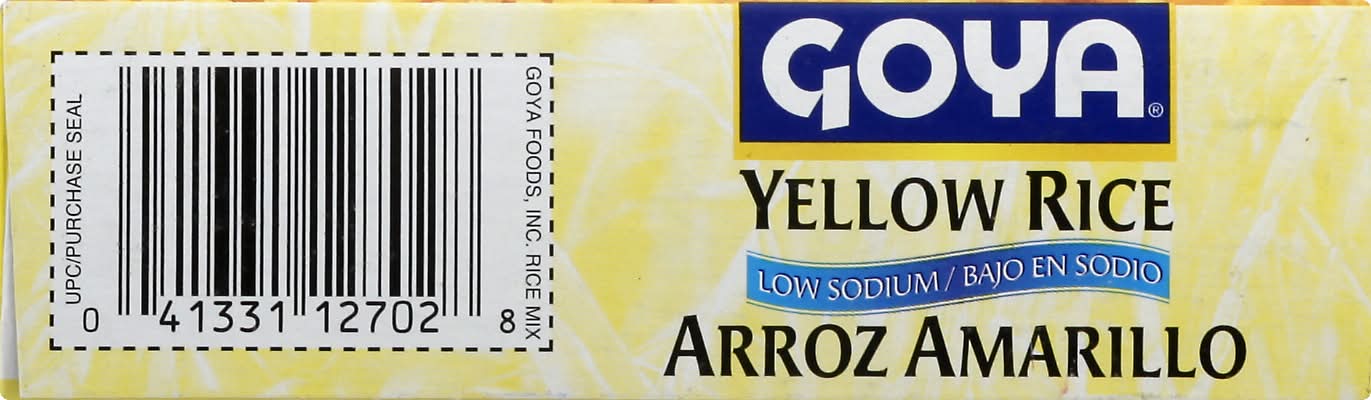 UPC/PURCHASE SEAL
0 41331 12702 8
GOYA FOODS, INC. RICE MIX
GOYA®
YELLOW RICE
LOW SODIUM / BAJO EN SODIO
ARROZ AMARILLO